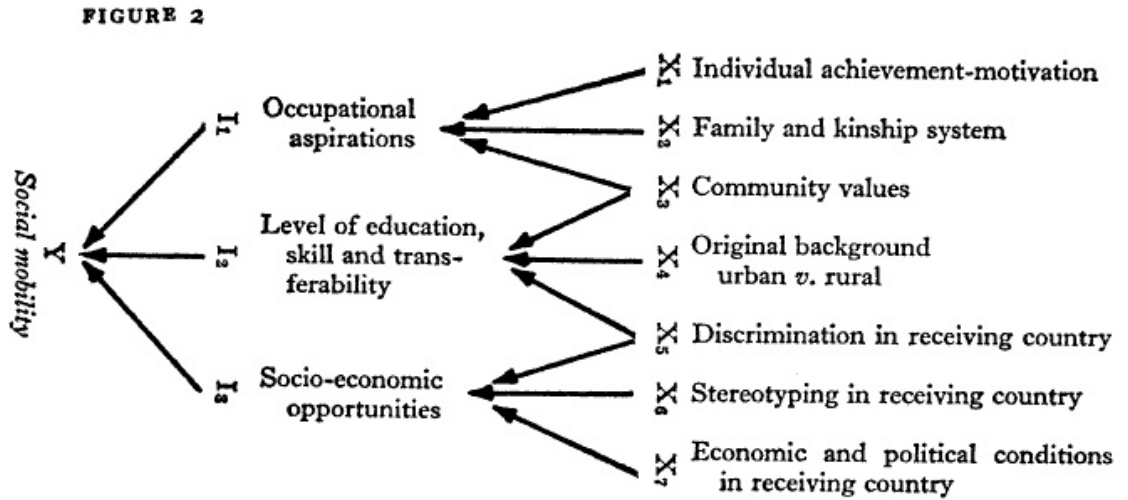 FIGURE 2
Social mobility
Y
I₁ Occupational
aspirations
I₂ Level of education,
skill and trans-
ferability
I₃ Socio-economic
opportunities
X₁ Individual achievement-motivation
X₂ Family and kinship system
X₃ Community values
X₄ Original background
urban v. rural
X₅ Discrimination in receiving country
X₆ Stereotyping in receiving country
X₇ Economic and political conditions
in receiving country